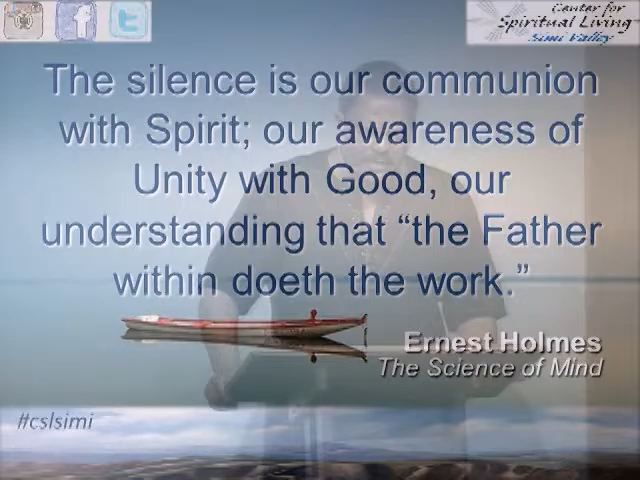 Center for
Spiritual Living
Simi Valley
The silence is our communion
with Spirit; our awareness of
Unity with Good, our
understanding that “the Father
within doeth the work.”
Ernest Holmes
The Science of Mind
#cslsimi